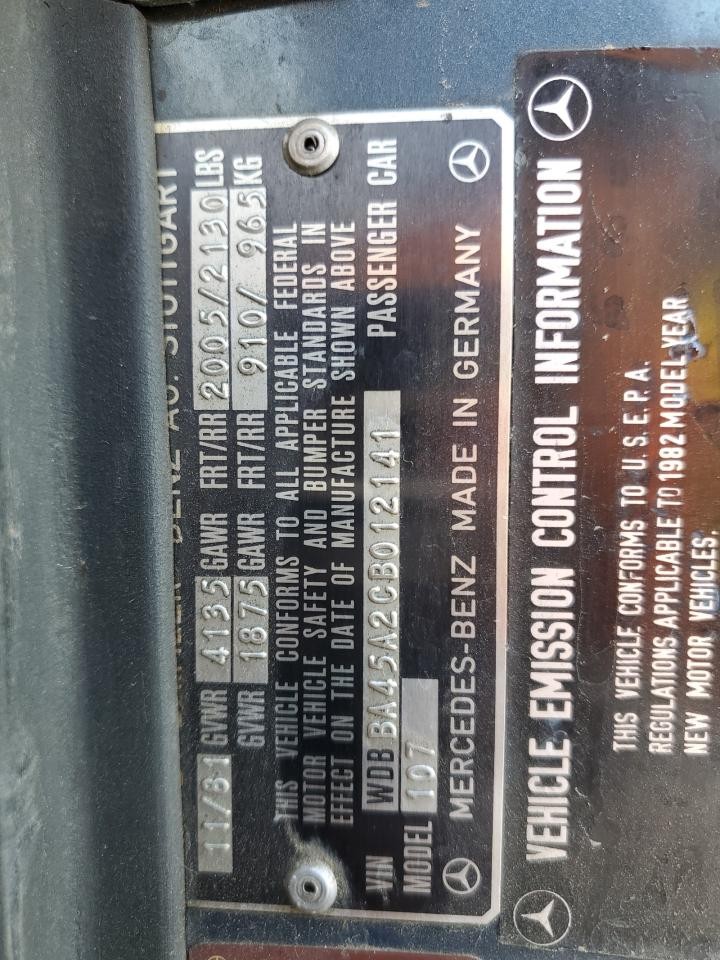 BENZ AG. STUTTGART
11/81 GVWR 4135 GAWR FRT/RR 2005/2130 LBS
GVWR 1875 GAWR FRT/RR 910/ 965 KG
THIS VEHICLE CONFORMS TO ALL APPLICABLE FEDERAL
MOTOR VEHICLE SAFETY AND BUMPER STANDARDS IN
EFFECT ON THE DATE OF MANUFACTURE SHOWN ABOVE
VIN WDB BA45A2CB012141 PASSENGER CAR
MODEL 107
MERCEDES-BENZ MADE IN GERMANY
VEHICLE EMISSION CONTROL INFORMATION
THIS VEHICLE CONFORMS TO U.S.E.P.A.
REGULATIONS APPLICABLE TO 1982 MODEL YEAR
NEW MOTOR VEHICLES.